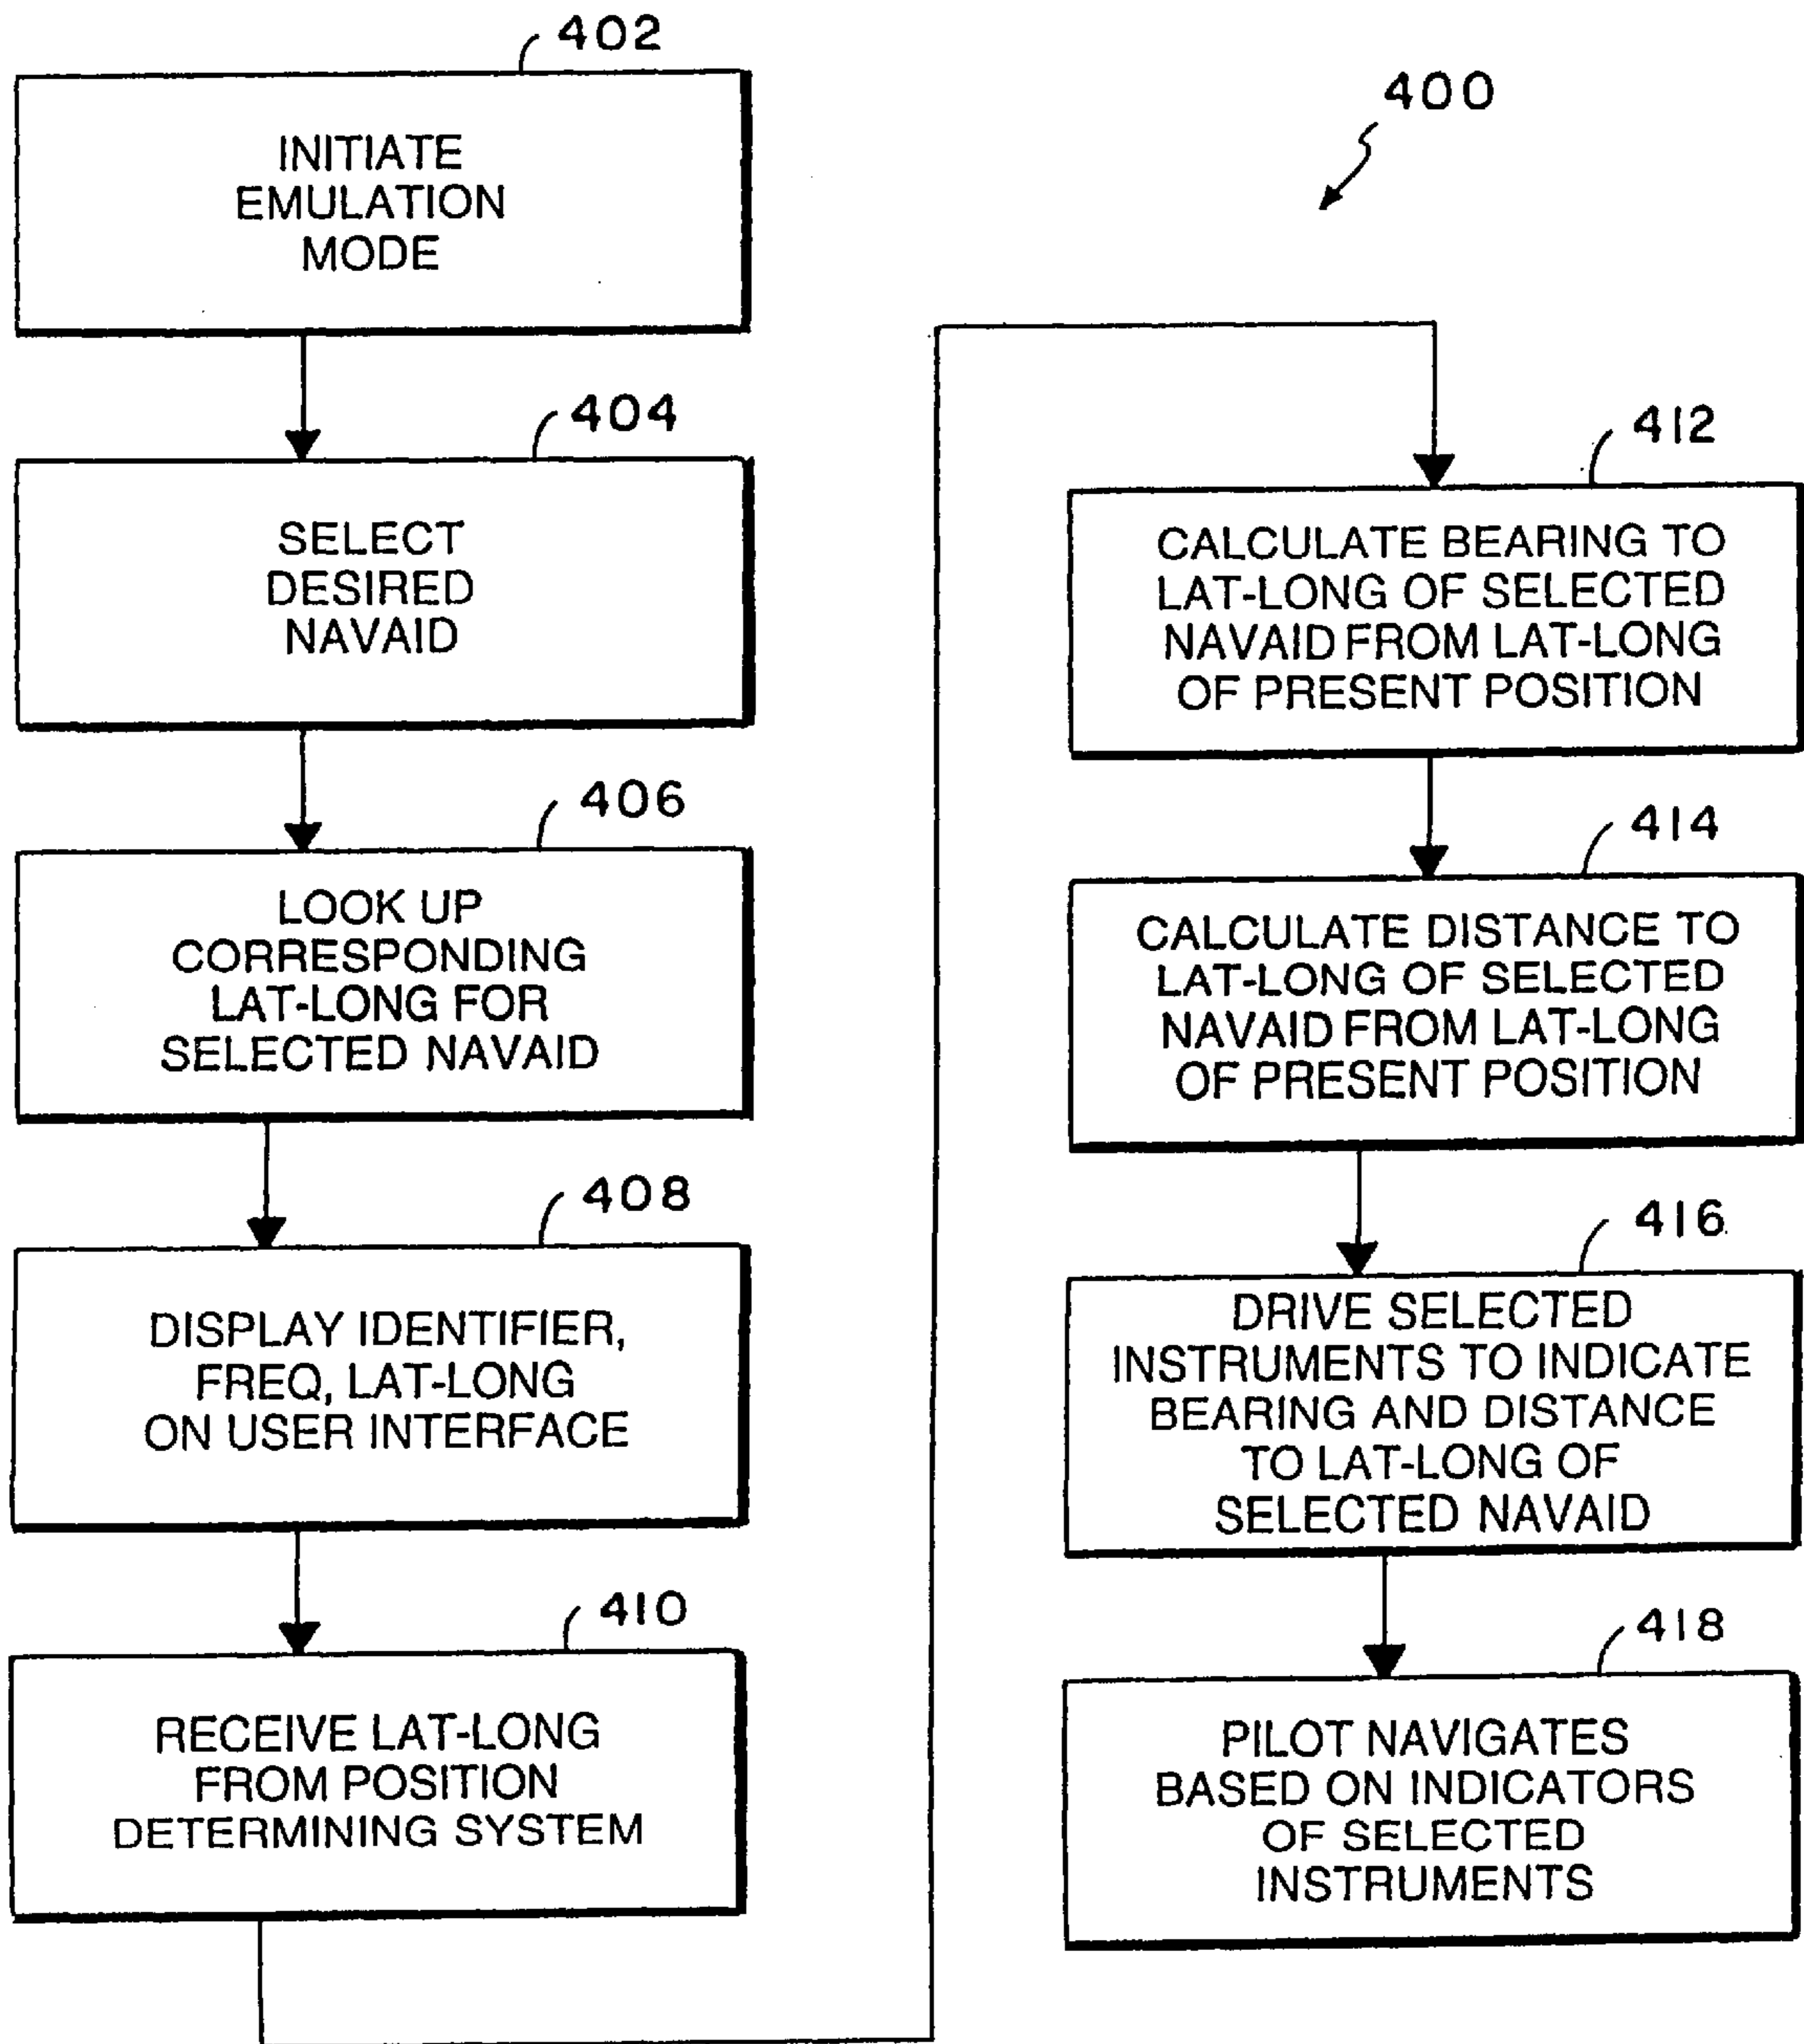 402
INITIATE
EMULATION
MODE
404
SELECT
DESIRED
NAVAID
406
LOOK UP
CORRESPONDING
LAT-LONG FOR
SELECTED NAVAID
408
DISPLAY IDENTIFIER,
FREQ, LAT-LONG
ON USER INTERFACE
410
RECEIVE LAT-LONG
FROM POSITION
DETERMINING SYSTEM
400
412
CALCULATE BEARING TO
LAT-LONG OF SELECTED
NAVAID FROM LAT-LONG
OF PRESENT POSITION
414
CALCULATE DISTANCE TO
LAT-LONG OF SELECTED
NAVAID FROM LAT-LONG
OF PRESENT POSITION
416
DRIVE SELECTED
INSTRUMENTS TO INDICATE
BEARING AND DISTANCE
TO LAT-LONG OF
SELECTED NAVAID
418
PILOT NAVIGATES
BASED ON INDICATORS
OF SELECTED
INSTRUMENTS